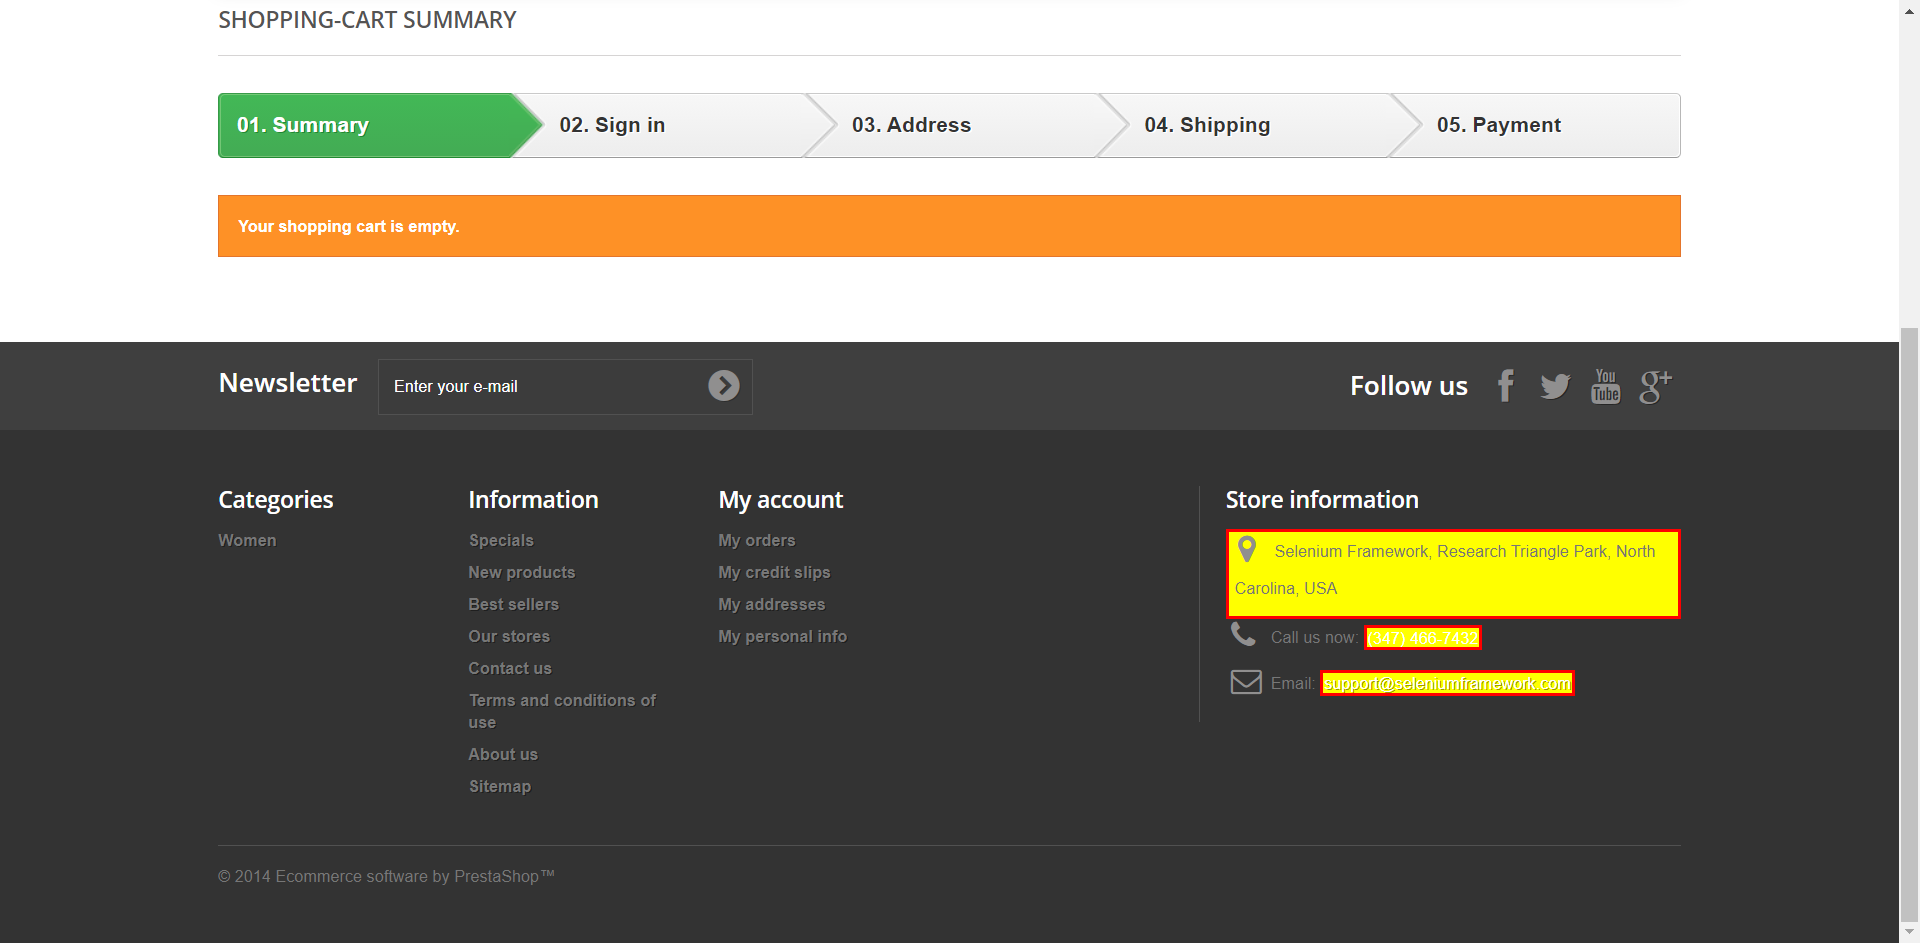 SHOPPING-CART SUMMARY
01. Summary
02. Sign in
03. Address
04. Shipping
05. Payment
Your shopping cart is empty.
Newsletter
Enter your e-mail
Follow us
You
Tube
g+
Categories
Women
Information
Specials
New products
Best sellers
Our stores
Contact us
Terms and conditions of
use
About us
Sitemap
My account
My orders
My credit slips
My addresses
My personal info
Store information
Selenium Framework, Research Triangle Park, North
Carolina, USA
Call us now: (347) 466-7432
Email: support@seleniumframework.com
© 2014 Ecommerce software by PrestaShop™